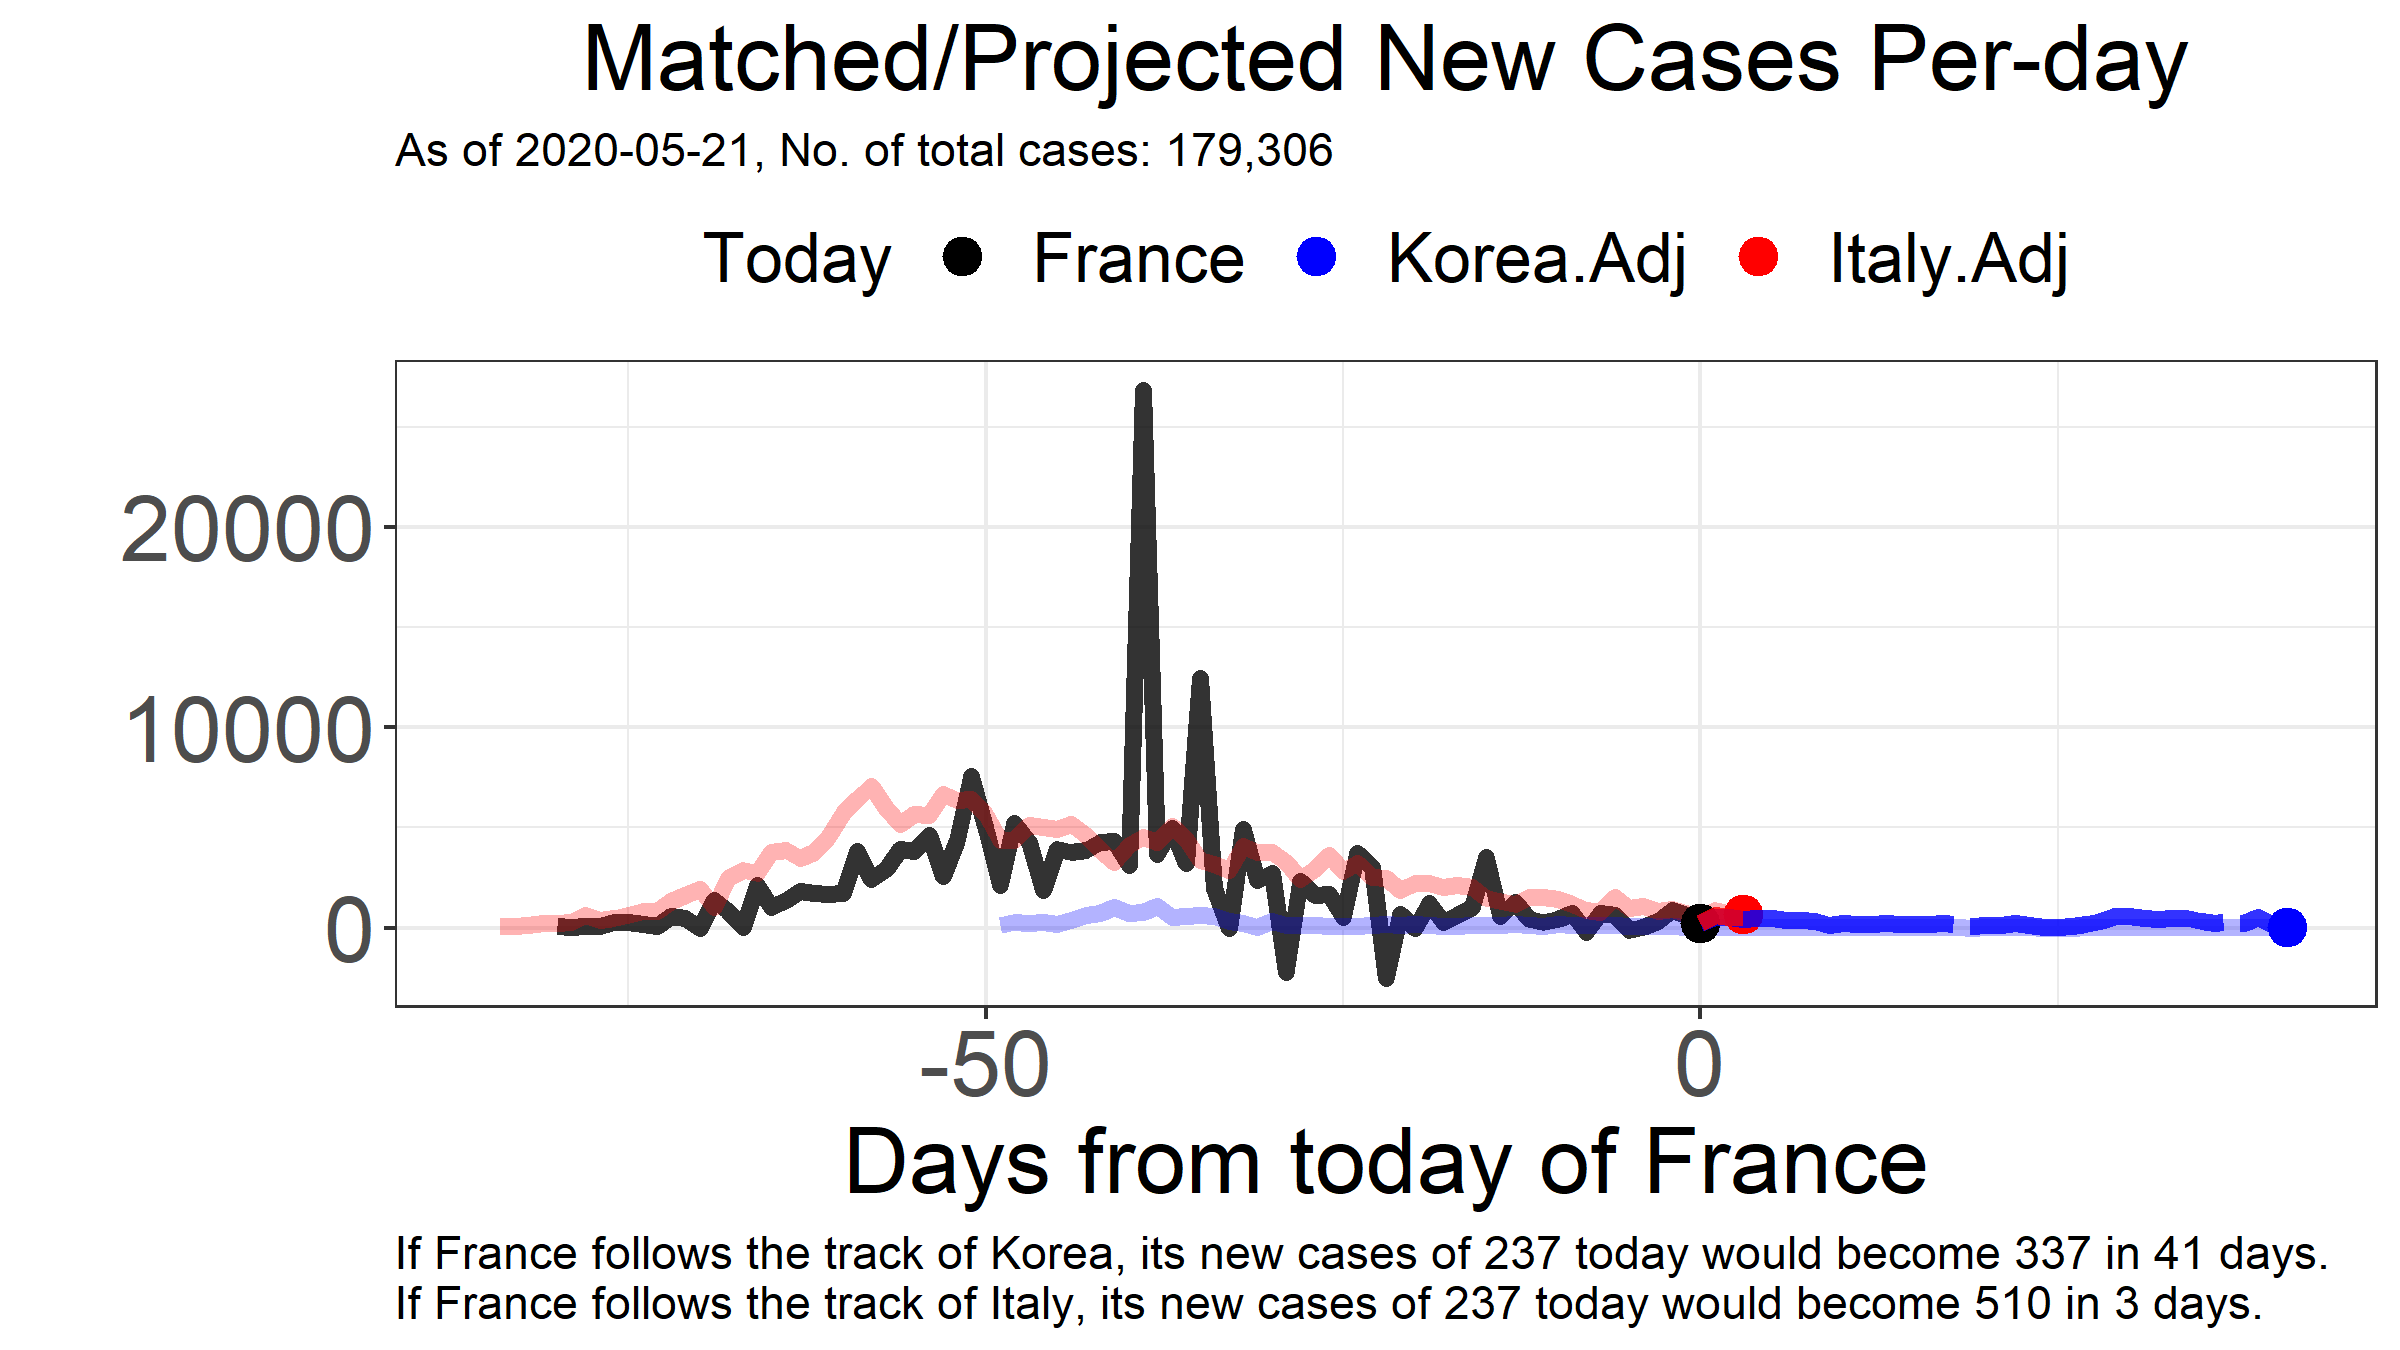 Matched/Projected New Cases Per-day
As of 2020-05-21, No. of total cases: 179,306
Today France Korea.Adj Italy.Adj
20000
10000
0
-50 0
Days from today of France
If France follows the track of Korea, its new cases of 237 today would become 337 in 41 days.
If France follows the track of Italy, its new cases of 237 today would become 510 in 3 days.